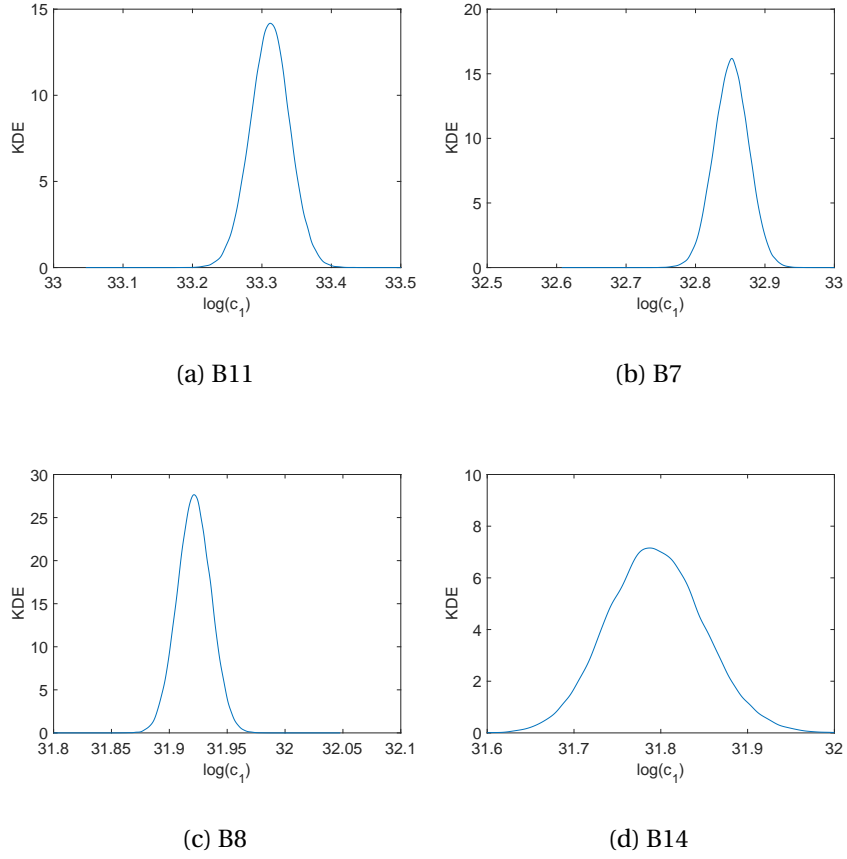 15
10
5
0
KDE
33 33.1 33.2 33.3 33.4 33.5
log(c₁)
(a) B11
20
15
10
5
0
KDE
32.5 32.6 32.7 32.8 32.9 33
log(c₁)
(b) B7
30
25
20
15
10
5
0
KDE
31.8 31.85 31.9 31.95 32 32.05 32.1
log(c₁)
(c) B8
10
8
6
4
2
0
KDE
31.6 31.7 31.8 31.9 32
log(c₁)
(d) B14